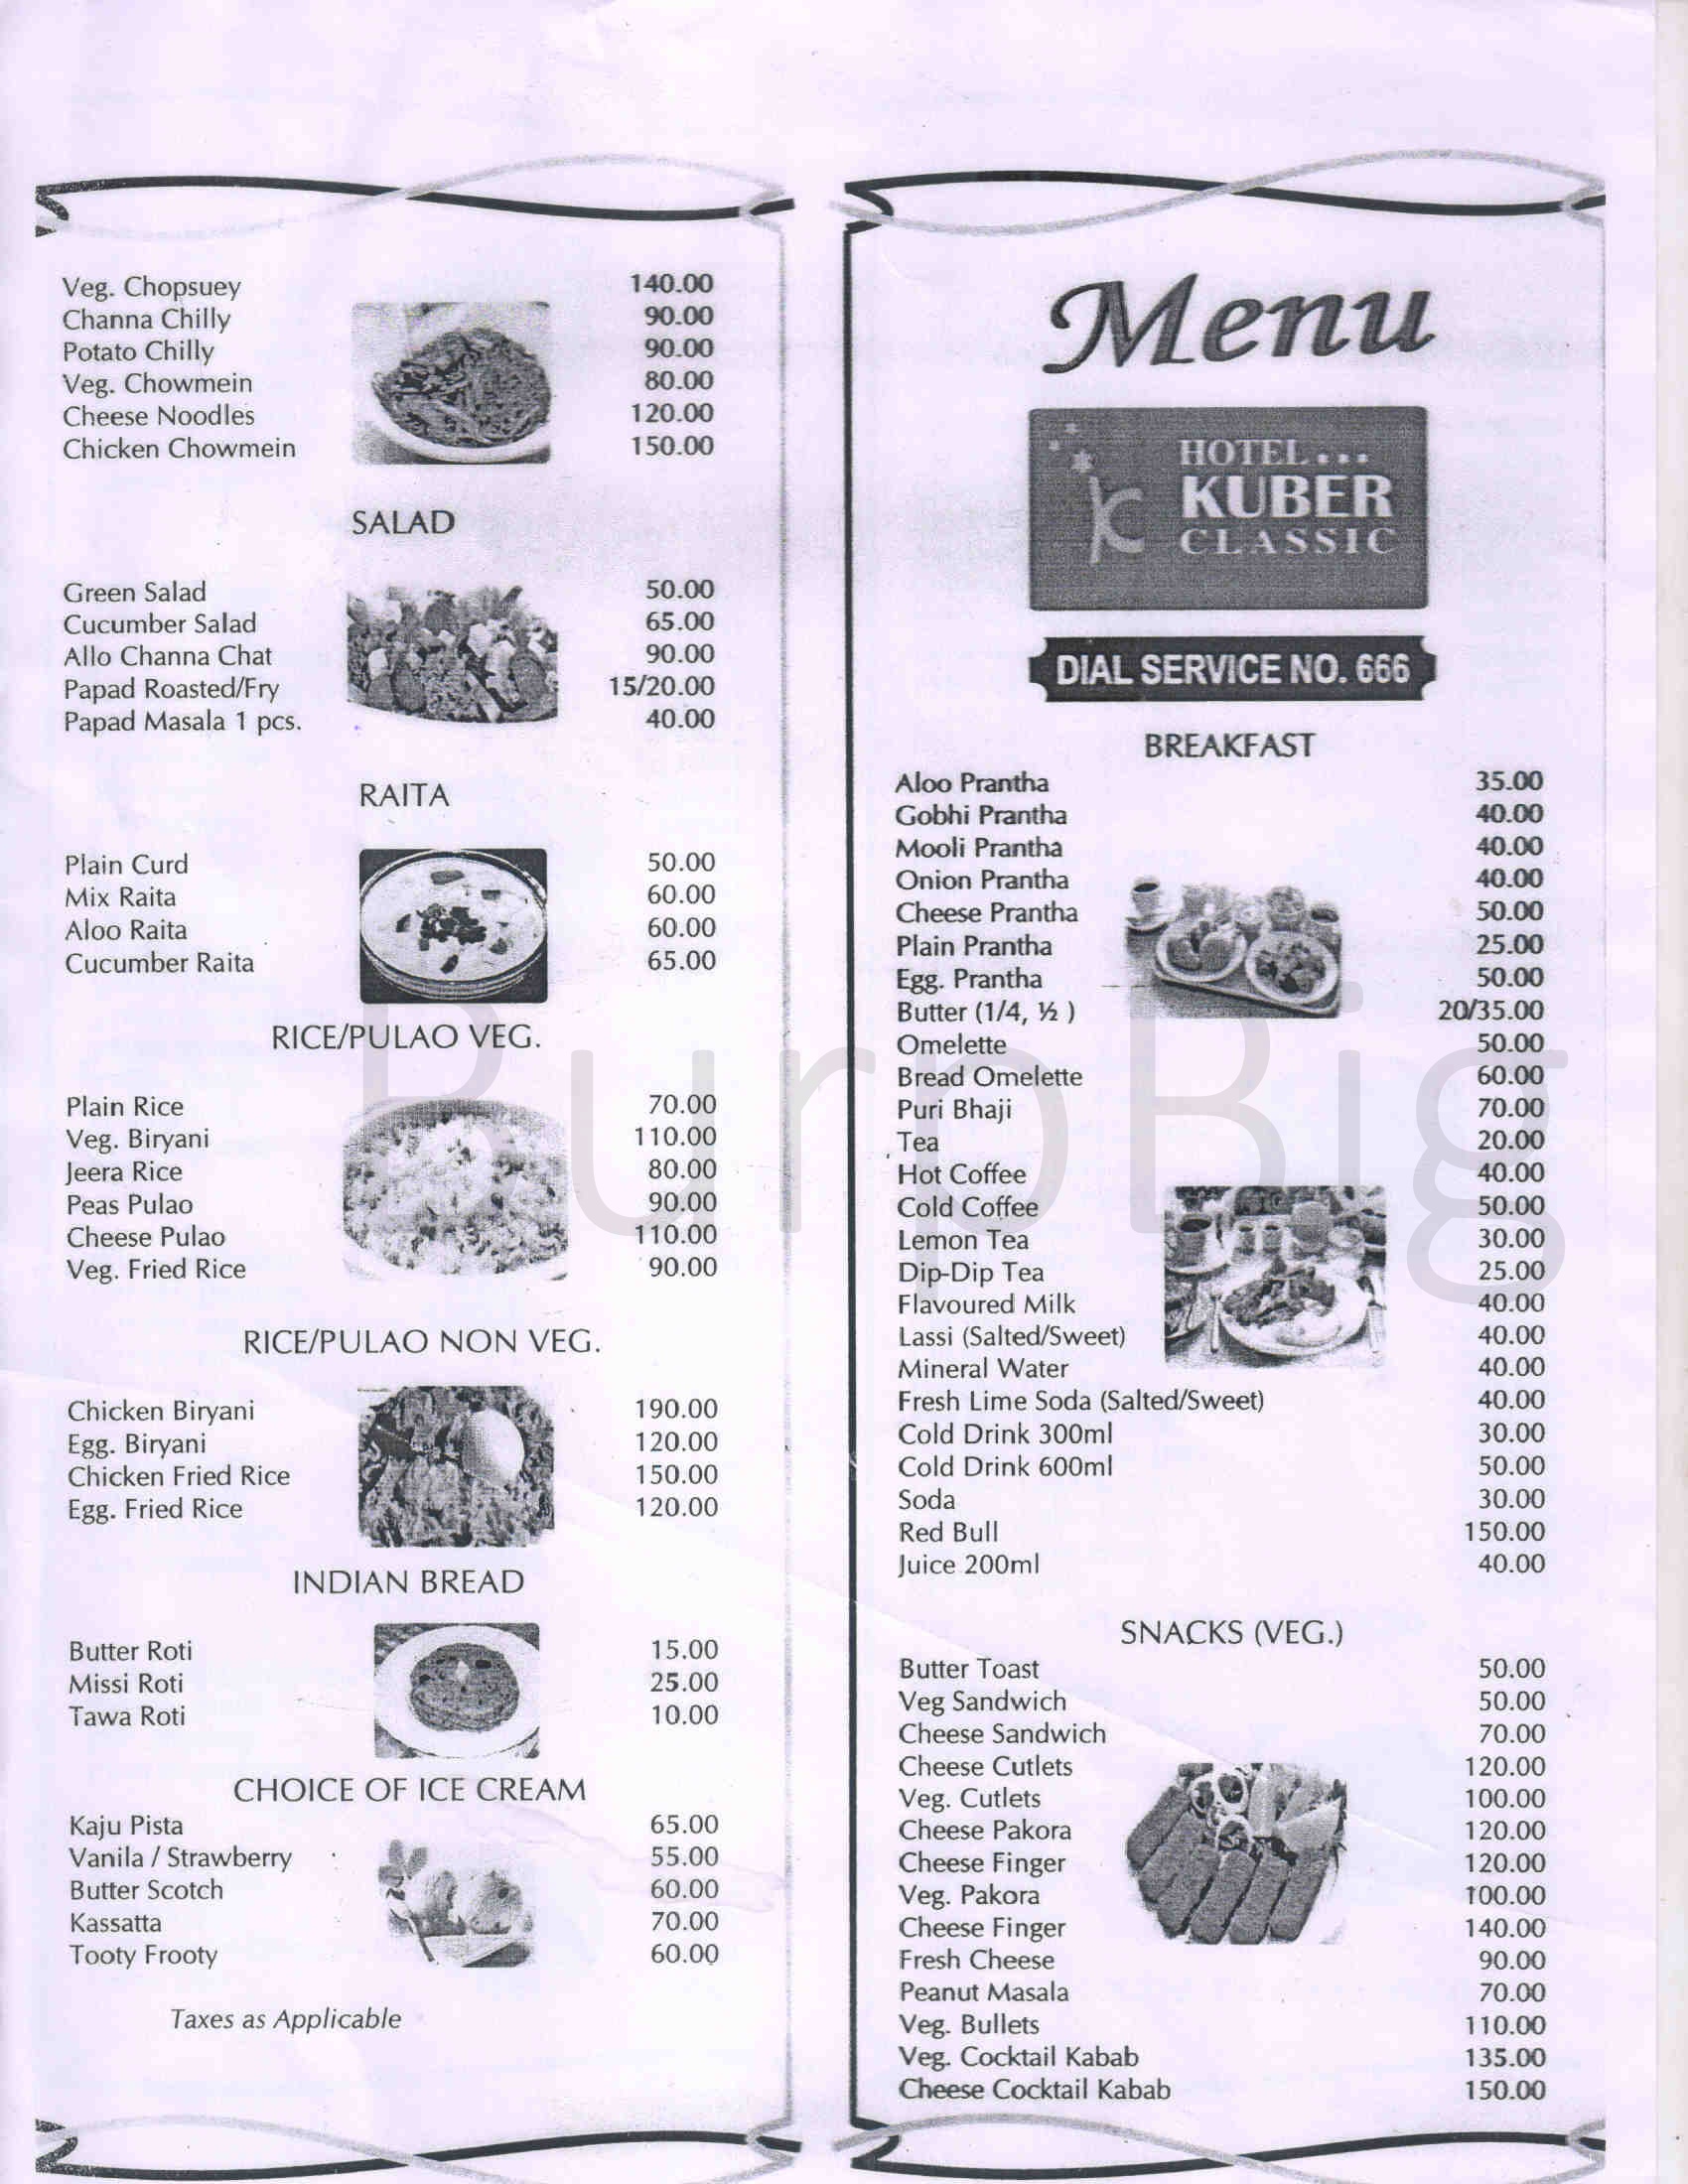 Veg. Chopsuey 140.00
Channa Chilly 90.00
Potato Chilly 90.00
Veg. Chowmein 80.00
Cheese Noodles 120.00
Chicken Chowmein 150.00
SALAD
Green Salad 50.00
Cucumber Salad 65.00
Allo Channa Chat 90.00
Papad Roasted/Fry 15/20.00
Papad Masala 1 pcs. 40.00
RAITA
Plain Curd 50.00
Mix Raita 60.00
Aloo Raita 60.00
Cucumber Raita 65.00
RICE/PULAO VEG.
Plain Rice 70.00
Veg. Biryani 110.00
Jeera Rice 80.00
Peas Pulao 90.00
Cheese Pulao 110.00
Veg. Fried Rice 90.00
RICE/PULAO NON VEG.
Chicken Biryani 190.00
Egg. Biryani 120.00
Chicken Fried Rice 150.00
Egg. Fried Rice 120.00
INDIAN BREAD
Butter Roti 15.00
Missi Roti 25.00
Tawa Roti 10.00
CHOICE OF ICE CREAM
Kaju Pista 65.00
Vanila / Strawberry 55.00
Butter Scotch 60.00
Kassatta 70.00
Tooty Frooty 60.00
Taxes as Applicable
Menu
K HOTEL...
KUBER
CLASSIC
DIAL SERVICE NO. 666
BREAKFAST
Aloo Prantha 35.00
Gobhi Prantha 40.00
Mooli Prantha 40.00
Onion Prantha 40.00
Cheese Prantha 50.00
Plain Prantha 25.00
Egg. Prantha 50.00
Butter (1/4, ½ ) 20/35.00
Omelette 50.00
Bread Omelette 60.00
Puri Bhaji 70.00
Tea 20.00
Hot Coffee 40.00
Cold Coffee 50.00
Lemon Tea 30.00
Dip-Dip Tea 25.00
Flavoured Milk 40.00
Lassi (Salted/Sweet) 40.00
Mineral Water 40.00
Fresh Lime Soda (Salted/Sweet) 40.00
Cold Drink 300ml 30.00
Cold Drink 600ml 50.00
Soda 30.00
Red Bull 150.00
Juice 200ml 40.00
SNACKS (VEG.)
Butter Toast 50.00
Veg Sandwich 50.00
Cheese Sandwich 70.00
Cheese Cutlets 120.00
Veg. Cutlets 100.00
Cheese Pakora 120.00
Cheese Finger 120.00
Veg. Pakora 100.00
Cheese Finger 140.00
Fresh Cheese 90.00
Peanut Masala 70.00
Veg. Bullets 110.00
Veg. Cocktail Kabab 135.00
Cheese Cocktail Kabab 150.00
BurpBig